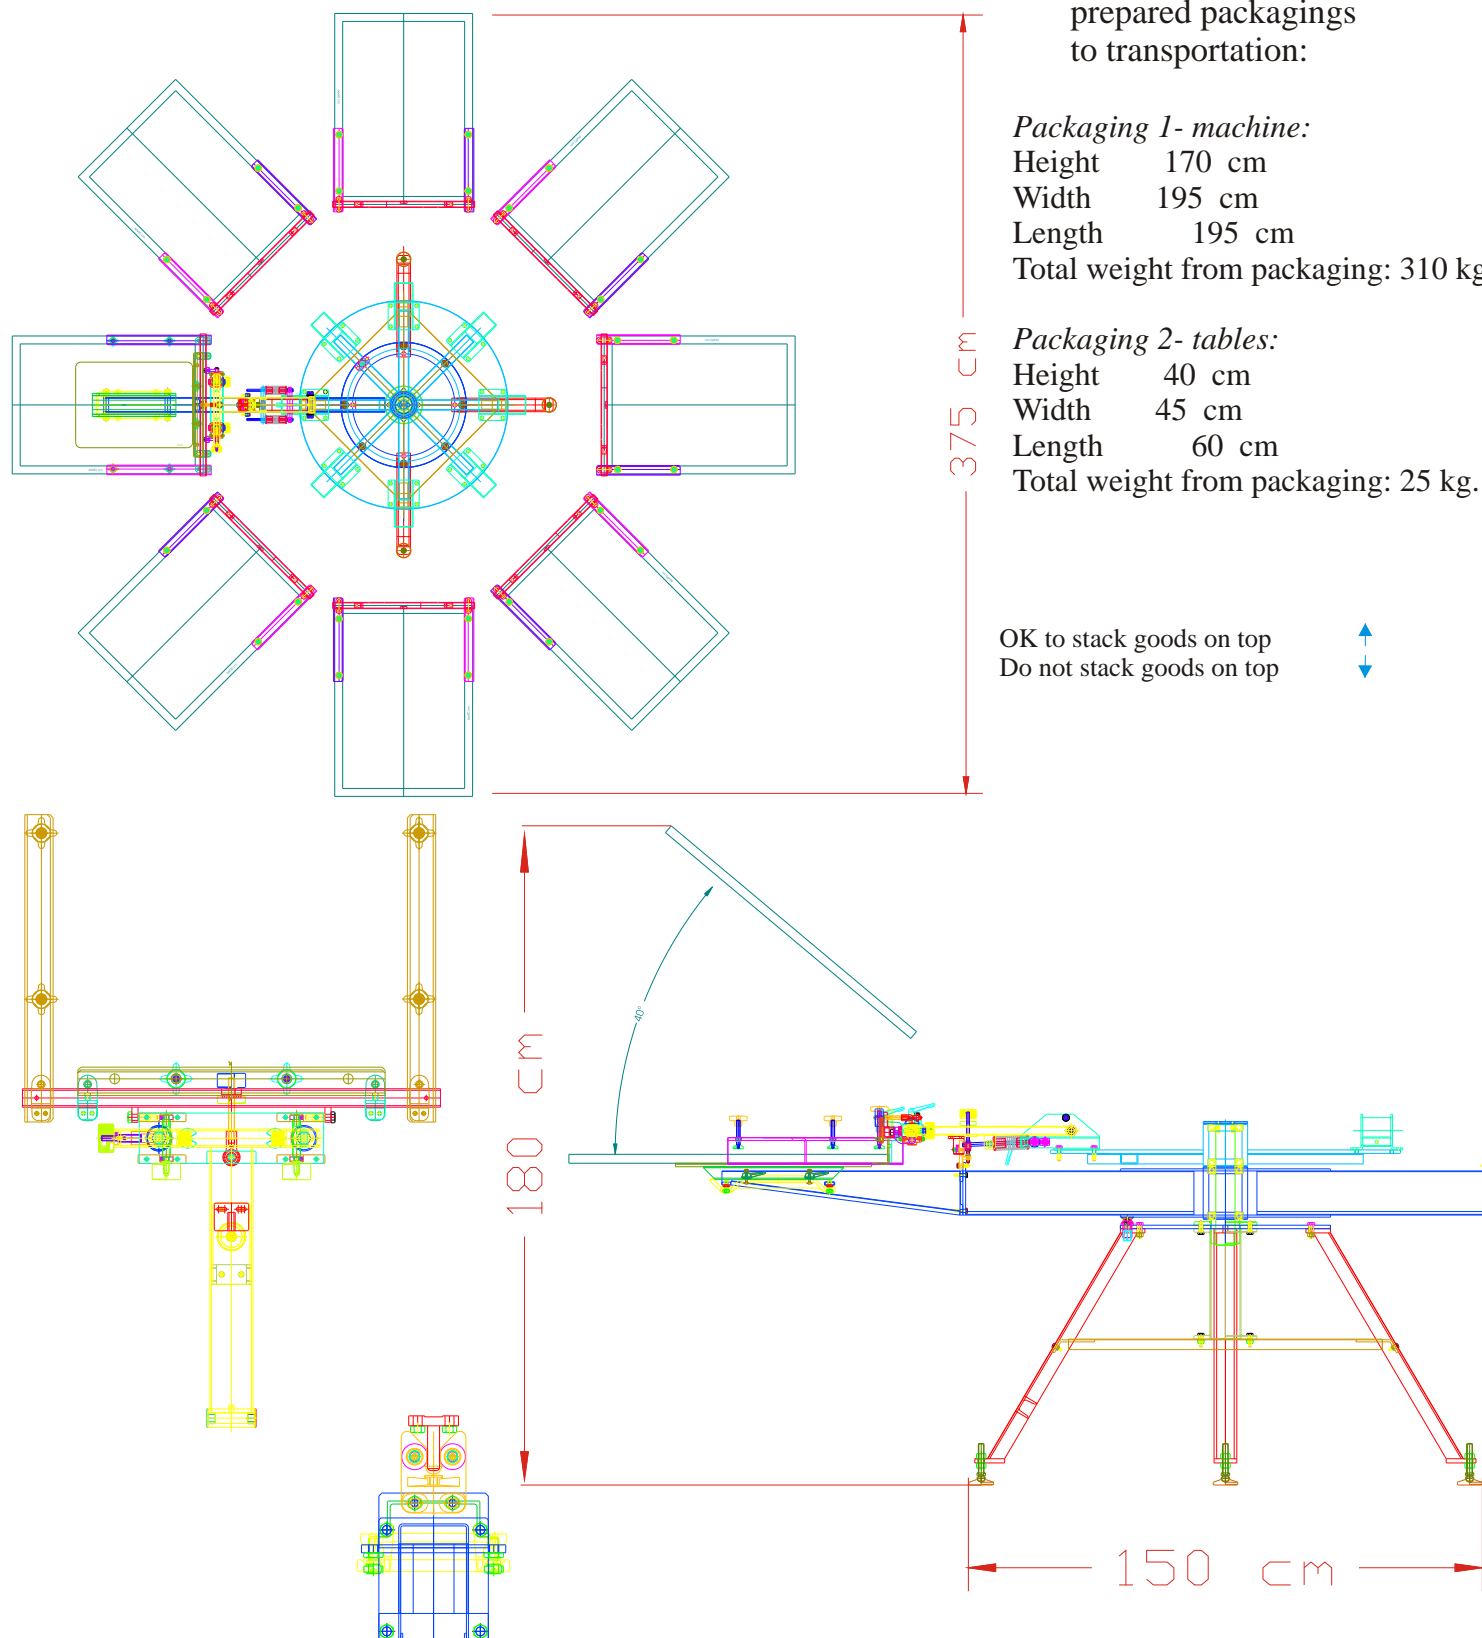 prepared packagings
to transportation:
Packaging 1- machine:
Height 170 cm
Width 195 cm
Length 195 cm
Total weight from packaging: 310 kg
Packaging 2- tables:
Height 40 cm
Width 45 cm
Length 60 cm
Total weight from packaging: 25 kg.
OK to stack goods on top
Do not stack goods on top
375 cm
180 cm
40°
150 cm